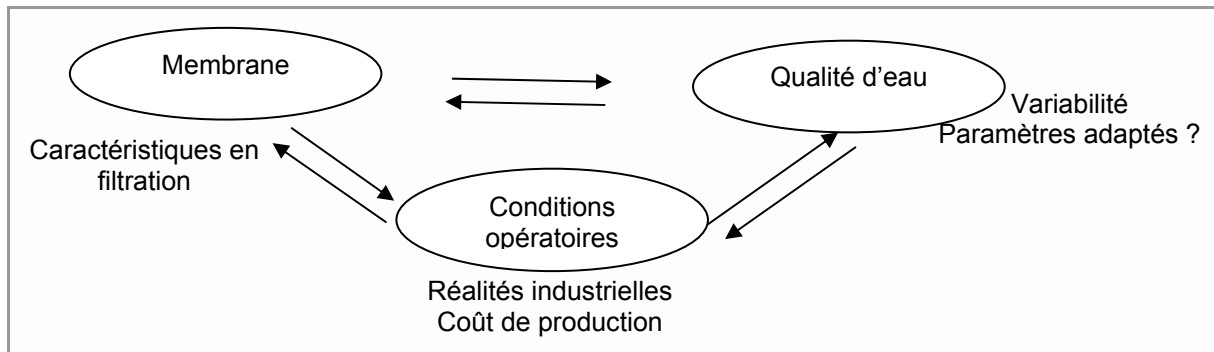 Membrane
Qualité d’eau
Variabilité
Paramètres adaptés ?
Caractéristiques en
filtration
Conditions
opératoires
Réalités industrielles
Coût de production